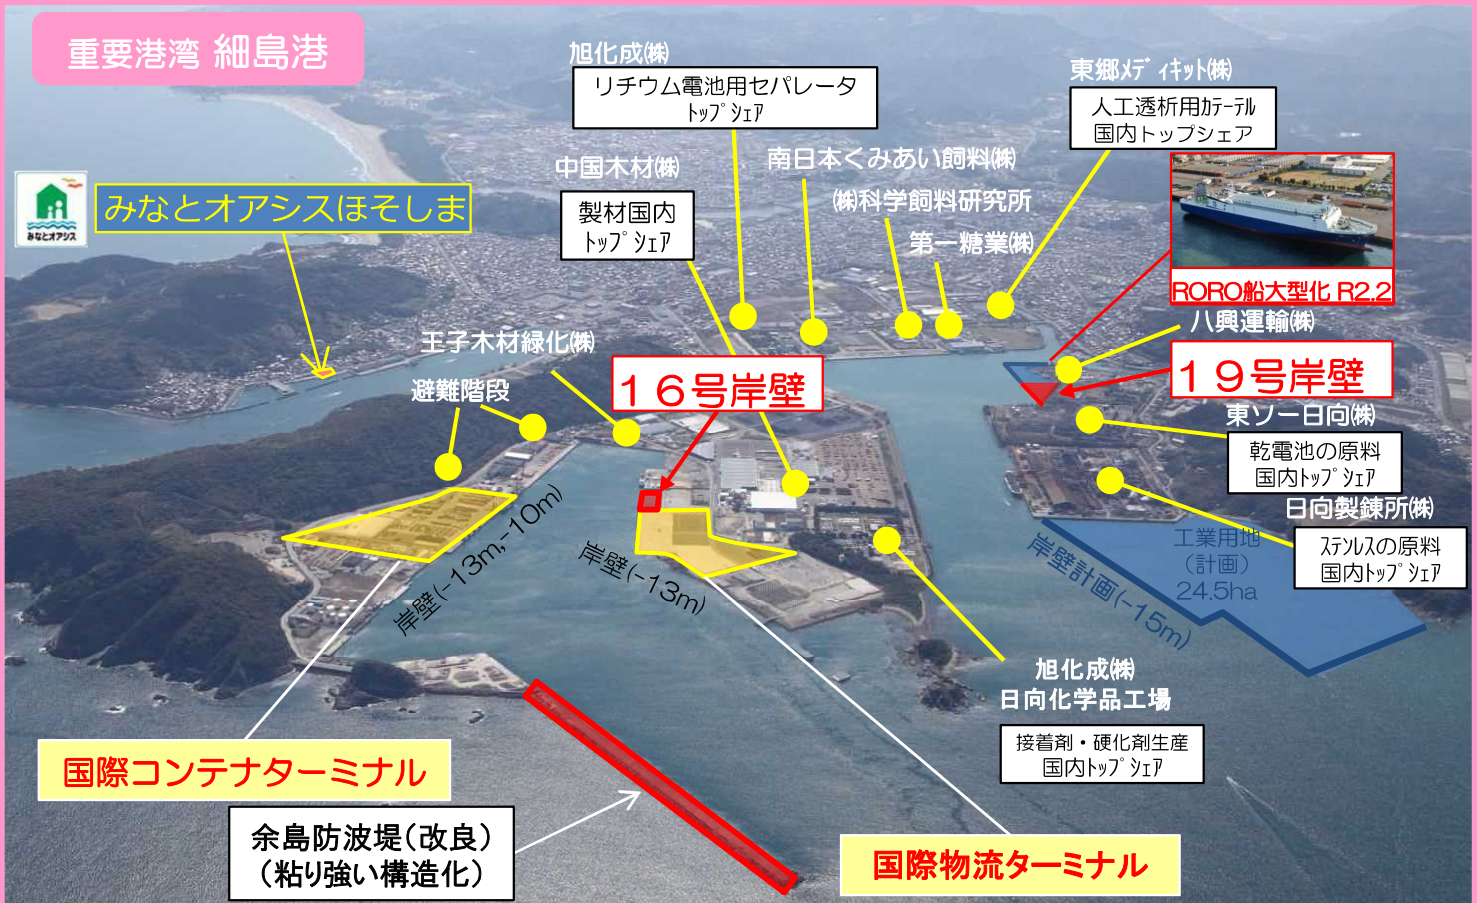 重要港湾 細島港
旭化成㈱
リチウム電池用セパレータ
ﾄｯﾌﾟｼｪｱ
東郷ﾒﾃﾞｨｷｯﾄ㈱
人工透析用ｶﾃｰﾃﾙ
国内トップシェア
中国木材㈱
製材国内
ﾄｯﾌﾟｼｪｱ
南日本くみあい飼料㈱
㈱科学飼料研究所
第一糖業㈱
みなとオアシス
みなとオアシスほそしま
RORO船大型化 R2.2
八興運輸㈱
王子木材緑化㈱
避難階段
16号岸壁
19号岸壁
東ソー日向㈱
乾電池の原料
国内ﾄｯﾌﾟｼｪｱ
日向製錬所㈱
ｽﾃﾝﾚｽの原料
国内ﾄｯﾌﾟｼｪｱ
岸壁(-13m,-10m)
岸壁(-13m)
岸壁計画(-15m)
工業用地
(計画)
24.5ha
旭化成㈱
日向化学品工場
接着剤・硬化剤生産
国内ﾄｯﾌﾟｼｪｱ
国際コンテナターミナル
余島防波堤(改良)
(粘り強い構造化)
国際物流ターミナル